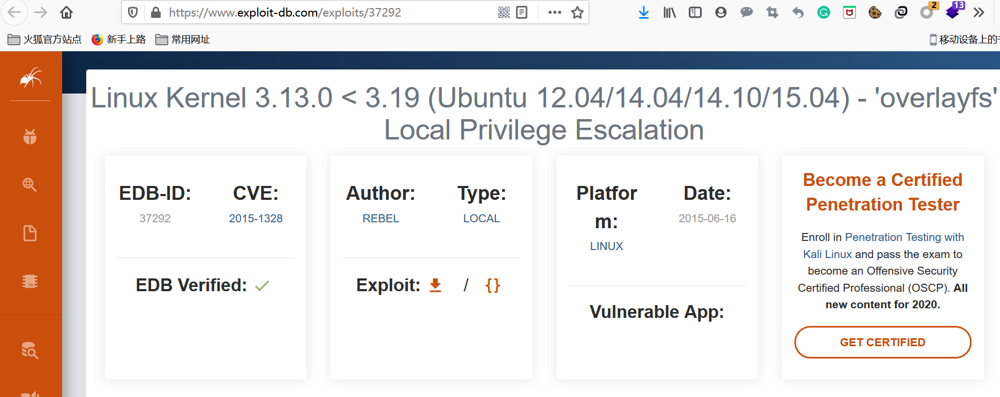 https://www.exploit-db.com/exploits/37292
2
13
火狐官方站点 新手上路 常用网址
移动设备上的
Linux Kernel 3.13.0 < 3.19 (Ubuntu 12.04/14.04/14.10/15.04) - 'overlayfs'
Local Privilege Escalation
EDB-ID:
37292
CVE:
2015-1328
EDB Verified:
Author:
REBEL
Type:
LOCAL
Exploit: / {}
Platfor
m:
LINUX
Date:
2015-06-16
Vulnerable App:
Become a Certified
Penetration Tester
Enroll in Penetration Testing with
Kali Linux and pass the exam to
become an Offensive Security
Certified Professional (OSCP). All
new content for 2020.
GET CERTIFIED